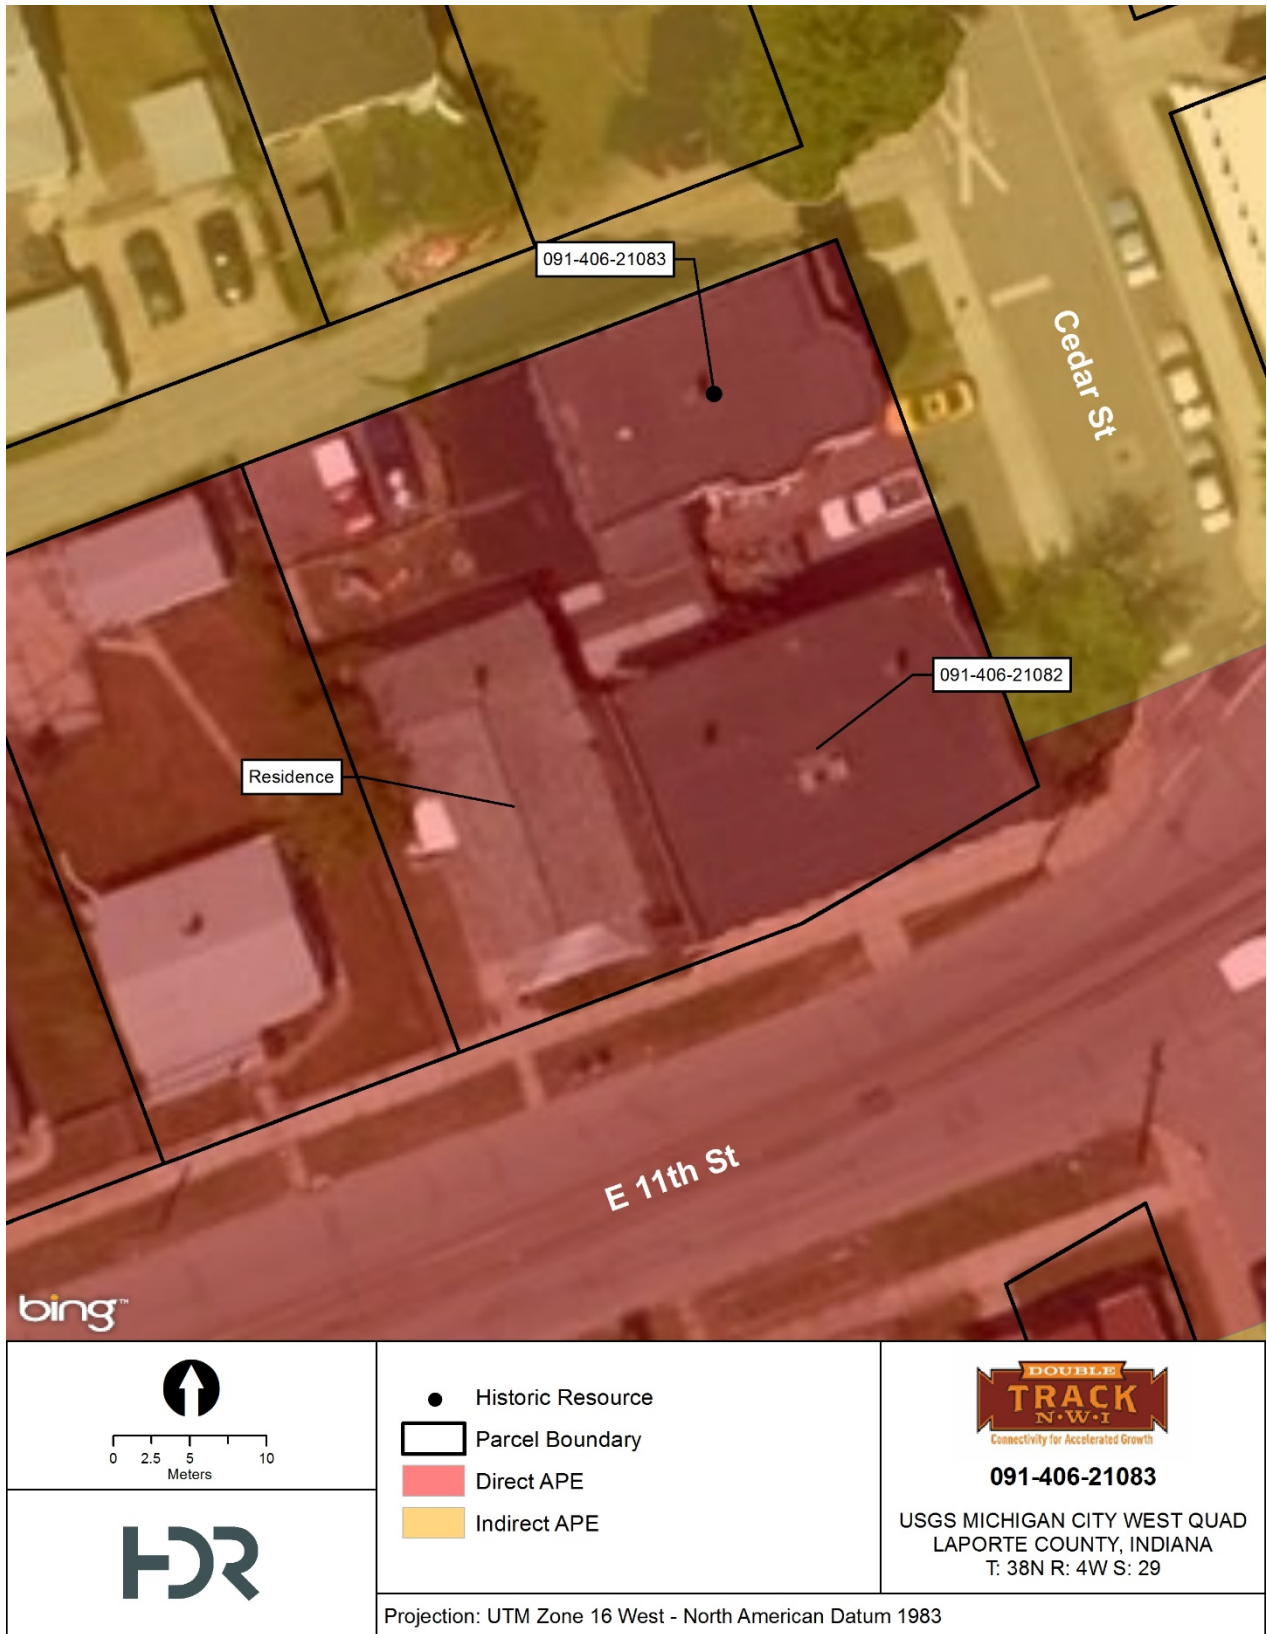 091-406-21083
Cedar St
091-406-21082
Residence
E 11th St
bing™
0 2.5 5 10
Meters
HDR
Historic Resource
Parcel Boundary
Direct APE
Indirect APE
DOUBLE
TRACK
N·W·I
Connectivity for Accelerated Growth
091-406-21083
USGS MICHIGAN CITY WEST QUAD
LAPORTE COUNTY, INDIANA
T: 38N R: 4W S: 29
Projection: UTM Zone 16 West - North American Datum 1983